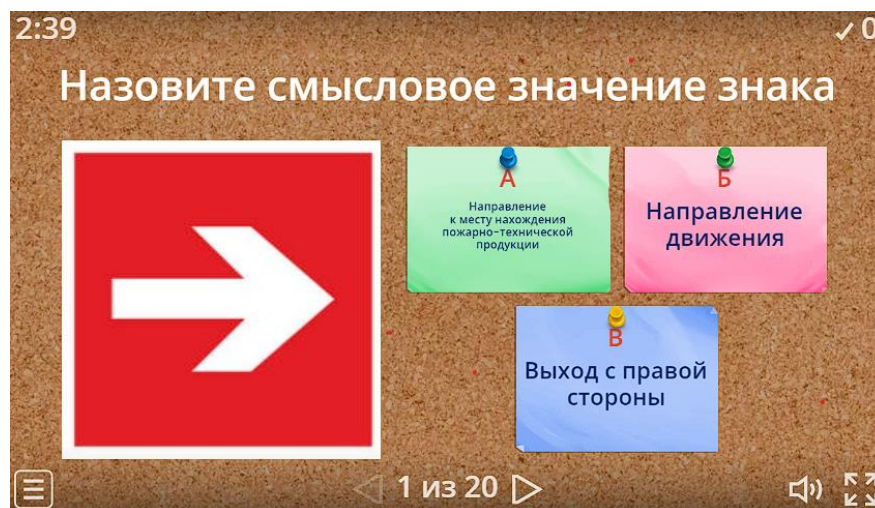 2:39
✓ 0
Назовите смысловое значение знака
А
Направление
к месту нахождения
пожарно-технической
продукции
Б
Направление
движения
В
Выход с правой
стороны
1 из 20